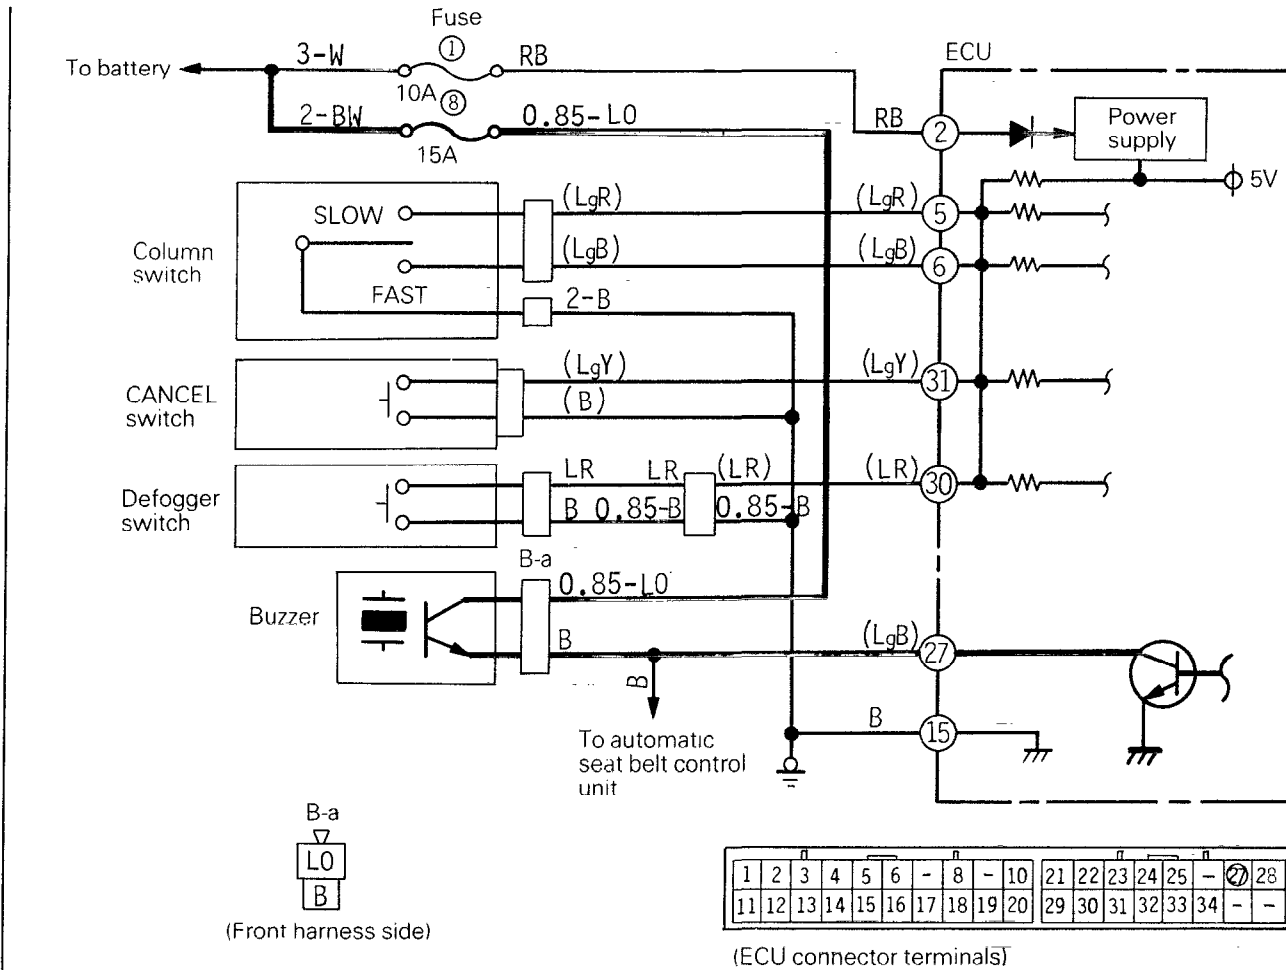 Fuse
①
To battery
3-W
RB
ECU
10A
⑧
2-BW
0.85-LO
15A
RB
2
Power
supply
5V
Column
switch
SLOW
(LgR)
(LgR)
5
(LgB)
(LgB)
6
FAST
2-B
CANCEL
switch
(LgY)
(LgY)
31
(B)
Defogger
switch
LR
LR
(LR)
(LR)
30
B
0.85-B
0.85-B
B-a
0.85-LO
Buzzer
B
(LgB)
27
B
To automatic
seat belt control
unit
B
15
B-a
LO
B
(Front harness side)
1 2 3 4 5 6 - 8 - 10 21 22 23 24 25 - 27 28
11 12 13 14 15 16 17 18 19 20 29 30 31 32 33 34 - -
(ECU connector terminals)